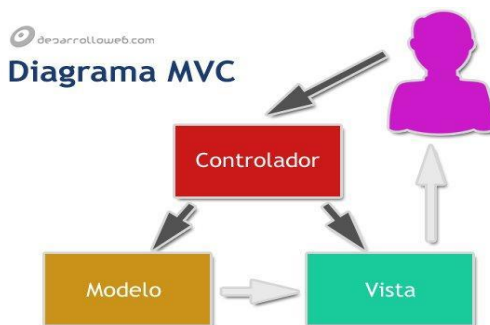 desarrolloweb.com
Diagrama MVC
Controlador
Modelo
Vista